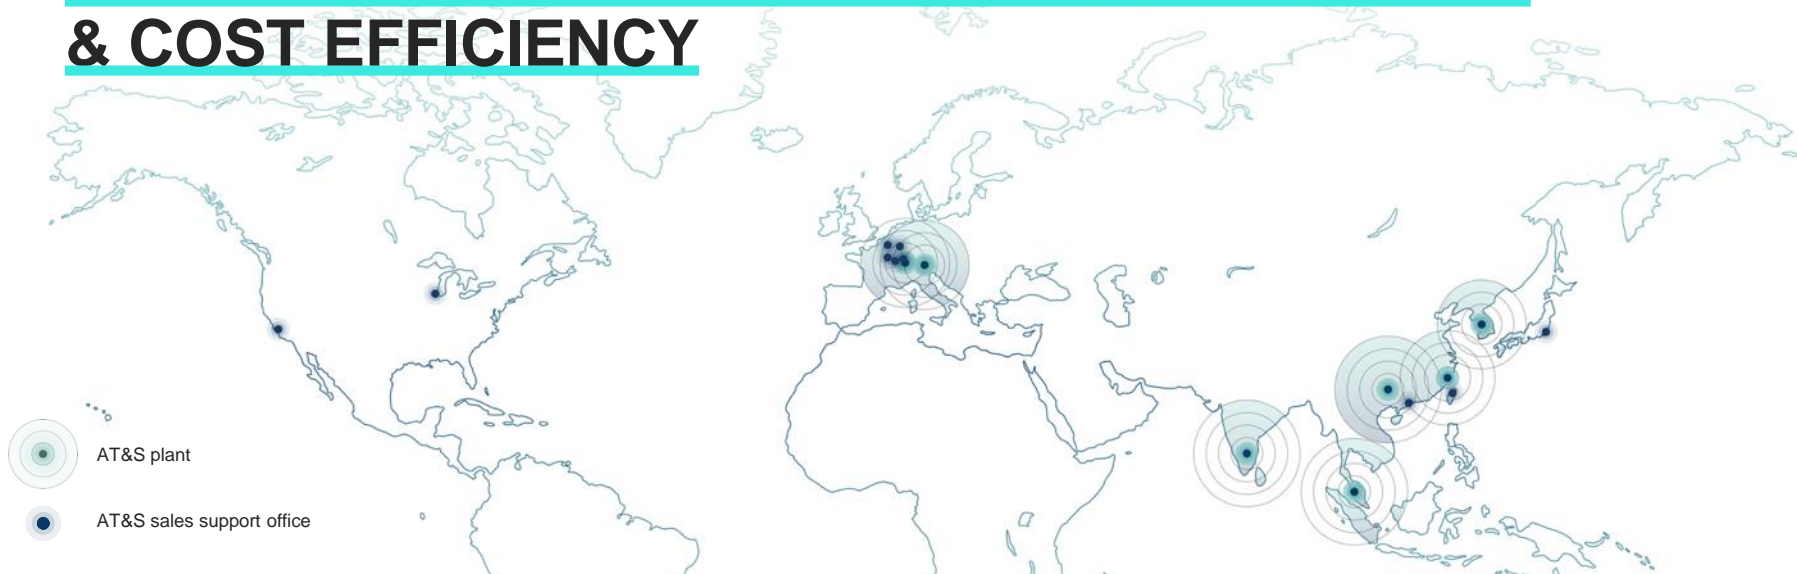 & COST EFFICIENCY
AT&S plant
AT&S sales support office